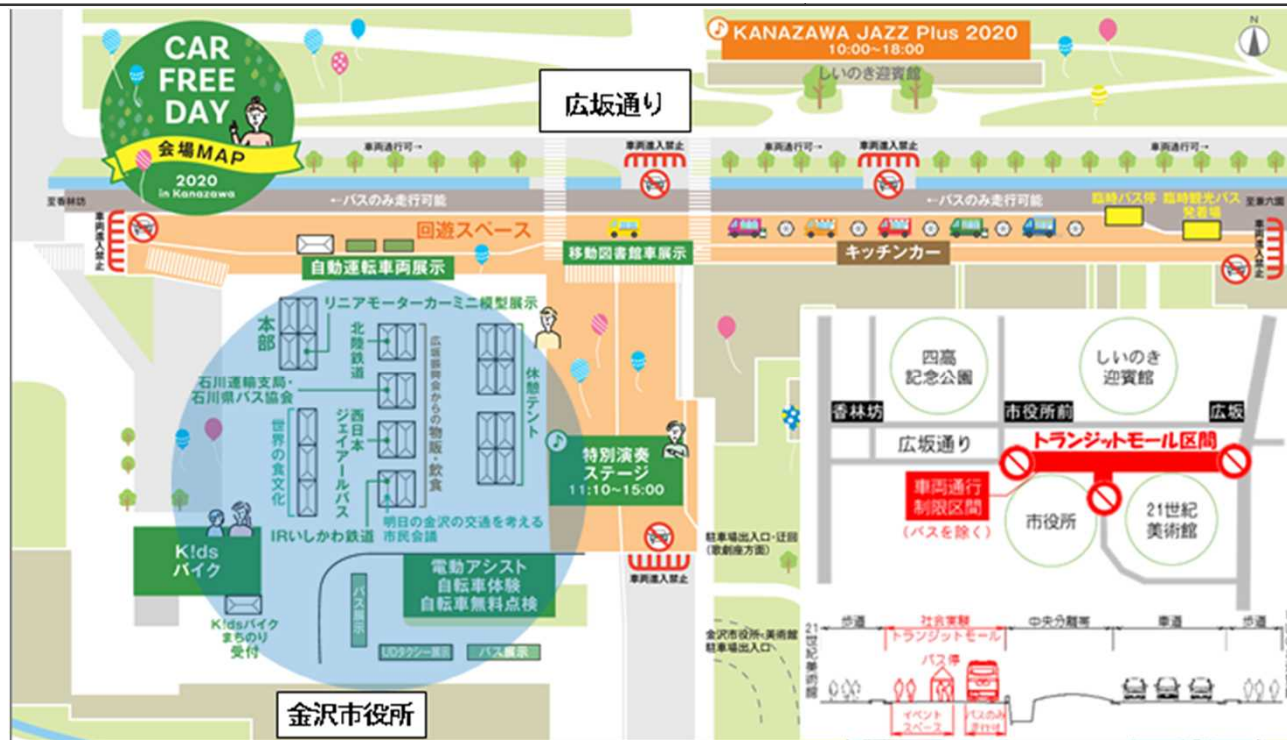 CAR
FREE
DAY
会場MAP
2020
in Kanazawa
KANAZAWA JAZZ Plus 2020
10:00~18:00
しいのき迎賓館
N
広坂通り
車両通行可→
車両進入禁止
車両通行可→
車両進入禁止
車両通行可→
至香林坊
←バスのみ走行可能
←バスのみ走行可能
臨時バス停
臨時観光バス
発着場
至兼六園
車両進入禁止
回遊スペース
自動運転車両展示
移動図書館車展示
キッチンカー
車両進入禁止
本部
リニアモーターカーミニ模型展示
北陸鉄道
石川運輸支局・
石川県バス協会
広坂振興会からの物販・飲食
休憩テント
世界の食文化
西日本
ジェイアールバス
特別演奏
ステージ
11:10~15:00
IRいしかわ鉄道
明日の金沢の交通を考える
市民会議
K!ds
バイク
K!dsバイク
まちのり
受付
バス展示
電動アシスト
自転車体験
自転車無料点検
UDタクシー展示
バス展示
車両進入禁止
駐車場出入口・迂回
(歌劇座方面)
金沢市役所・美術館
駐車場出入口
金沢市役所
四高
記念公園
しいのき
迎賓館
香林坊
市役所前
広坂
広坂通り
トランジットモール区間
車両通行
制限区間
(バスを除く)
市役所
21世紀
美術館
歩道
社会実験
トランジットモール
中央分離帯
車道
歩道
バス停
イベント
スペース
バスのみ